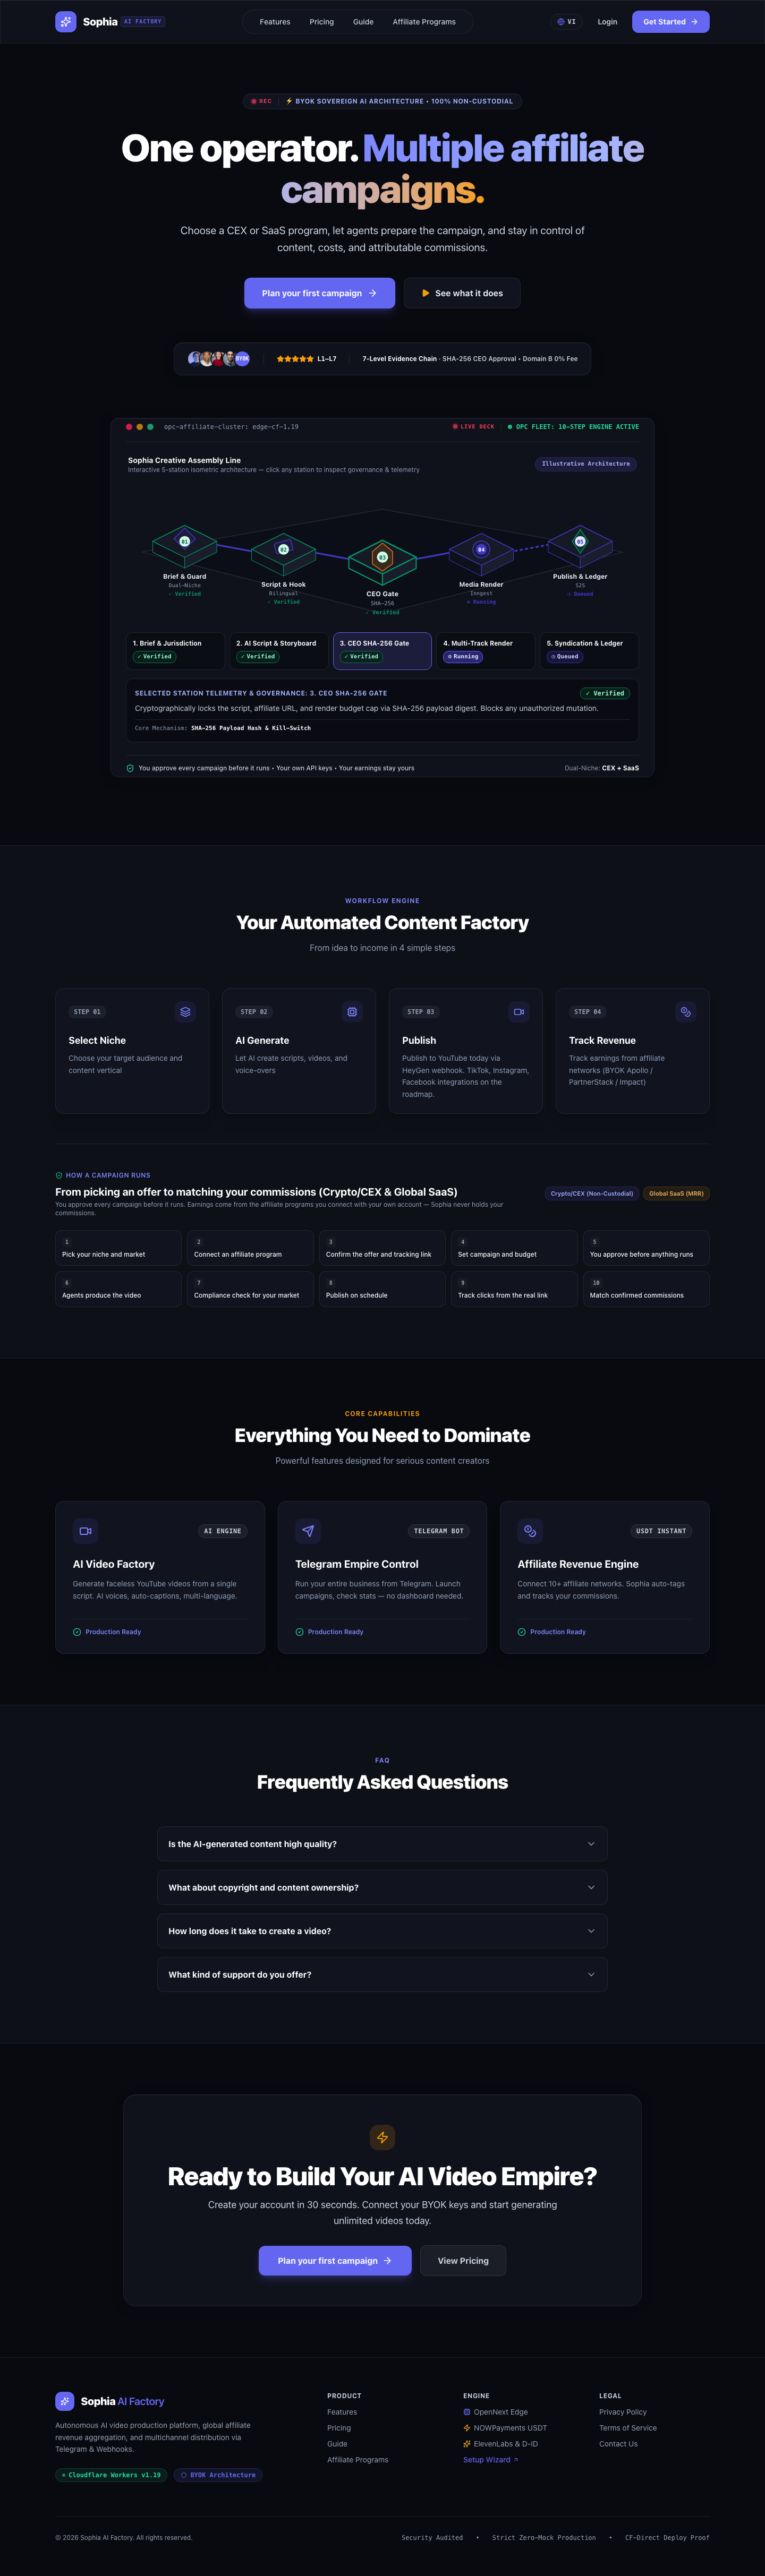 Sophia AI FACTORY
Features Pricing Guide Affiliate Programs
VI Login Get Started →
REC ⚡ BYOK SOVEREIGN AI ARCHITECTURE • 100% NON-CUSTODIAL
One operator. Multiple affiliate
campaigns.
Choose a CEX or SaaS program, let agents prepare the campaign, and stay in control of
content, costs, and attributable commissions.
Plan your first campaign →
See what it does
BYOK ★★★★★ L1–L7 7-Level Evidence Chain · SHA-256 CEO Approval • Domain B 0% Fee
opc-affiliate-cluster: edge-cf-1.19
LIVE DECK
OPC FLEET: 10-STEP ENGINE ACTIVE
Sophia Creative Assembly Line
Interactive 5-station isometric architecture — click any station to inspect governance & telemetry
Illustrative Architecture
01
Brief & Guard
Dual-Niche
✓ Verified
02
Script & Hook
Bilingual
✓ Verified
03
CEO Gate
SHA-256
✓ Verified
04
Media Render
Inngest
Running
05
Publish & Ledger
S2S
Queued
1. Brief & Jurisdiction
✓ Verified
2. AI Script & Storyboard
✓ Verified
3. CEO SHA-256 Gate
✓ Verified
4. Multi-Track Render
Running
5. Syndication & Ledger
Queued
SELECTED STATION TELEMETRY & GOVERNANCE: 3. CEO SHA-256 GATE
✓ Verified
Cryptographically locks the script, affiliate URL, and render budget cap via SHA-256 payload digest. Blocks any unauthorized mutation.
Core Mechanism: SHA-256 Payload Hash & Kill-Switch
You approve every campaign before it runs • Your own API keys • Your earnings stay yours
Dual-Niche: CEX + SaaS
WORKFLOW ENGINE
Your Automated Content Factory
From idea to income in 4 simple steps
STEP 01
Select Niche
Choose your target audience and
content vertical
STEP 02
AI Generate
Let AI create scripts, videos, and
voice-overs
STEP 03
Publish
Publish to YouTube today via
HeyGen webhook. TikTok, Instagram,
Facebook integrations on the
roadmap.
STEP 04
Track Revenue
Track earnings from affiliate
networks (BYOK Apollo /
PartnerStack / Impact)
HOW A CAMPAIGN RUNS
From picking an offer to matching your commissions (Crypto/CEX & Global SaaS)
You approve every campaign before it runs. Earnings come from the affiliate programs you connect with your own account — Sophia never holds your
commissions.
Crypto/CEX (Non-Custodial)
Global SaaS (MRR)
1
Pick your niche and market
2
Connect an affiliate program
3
Confirm the offer and tracking link
4
Set campaign and budget
5
You approve before anything runs
6
Agents produce the video
7
Compliance check for your market
8
Publish on schedule
9
Track clicks from the real link
10
Match confirmed commissions
CORE CAPABILITIES
Everything You Need to Dominate
Powerful features designed for serious content creators
AI ENGINE
AI Video Factory
Generate faceless YouTube videos from a single
script. AI voices, auto-captions, multi-language.
Production Ready
TELEGRAM BOT
Telegram Empire Control
Run your entire business from Telegram. Launch
campaigns, check stats — no dashboard needed.
Production Ready
USDT INSTANT
Affiliate Revenue Engine
Connect 10+ affiliate networks. Sophia auto-tags
and tracks your commissions.
Production Ready
FAQ
Frequently Asked Questions
Is the AI-generated content high quality?
What about copyright and content ownership?
How long does it take to create a video?
What kind of support do you offer?
Ready to Build Your AI Video Empire?
Create your account in 30 seconds. Connect your BYOK keys and start generating
unlimited videos today.
Plan your first campaign →
View Pricing
Sophia AI Factory
Autonomous AI video production platform, global affiliate
revenue aggregation, and multichannel distribution via
Telegram & Webhooks.
Cloudflare Workers v1.19
BYOK Architecture
PRODUCT
Features
Pricing
Guide
Affiliate Programs
ENGINE
OpenNext Edge
NOWPayments USDT
ElevenLabs & D-ID
Setup Wizard ↗
LEGAL
Privacy Policy
Terms of Service
Contact Us
© 2026 Sophia AI Factory. All rights reserved.
Security Audited • Strict Zero-Mock Production • CF-Direct Deploy Proof